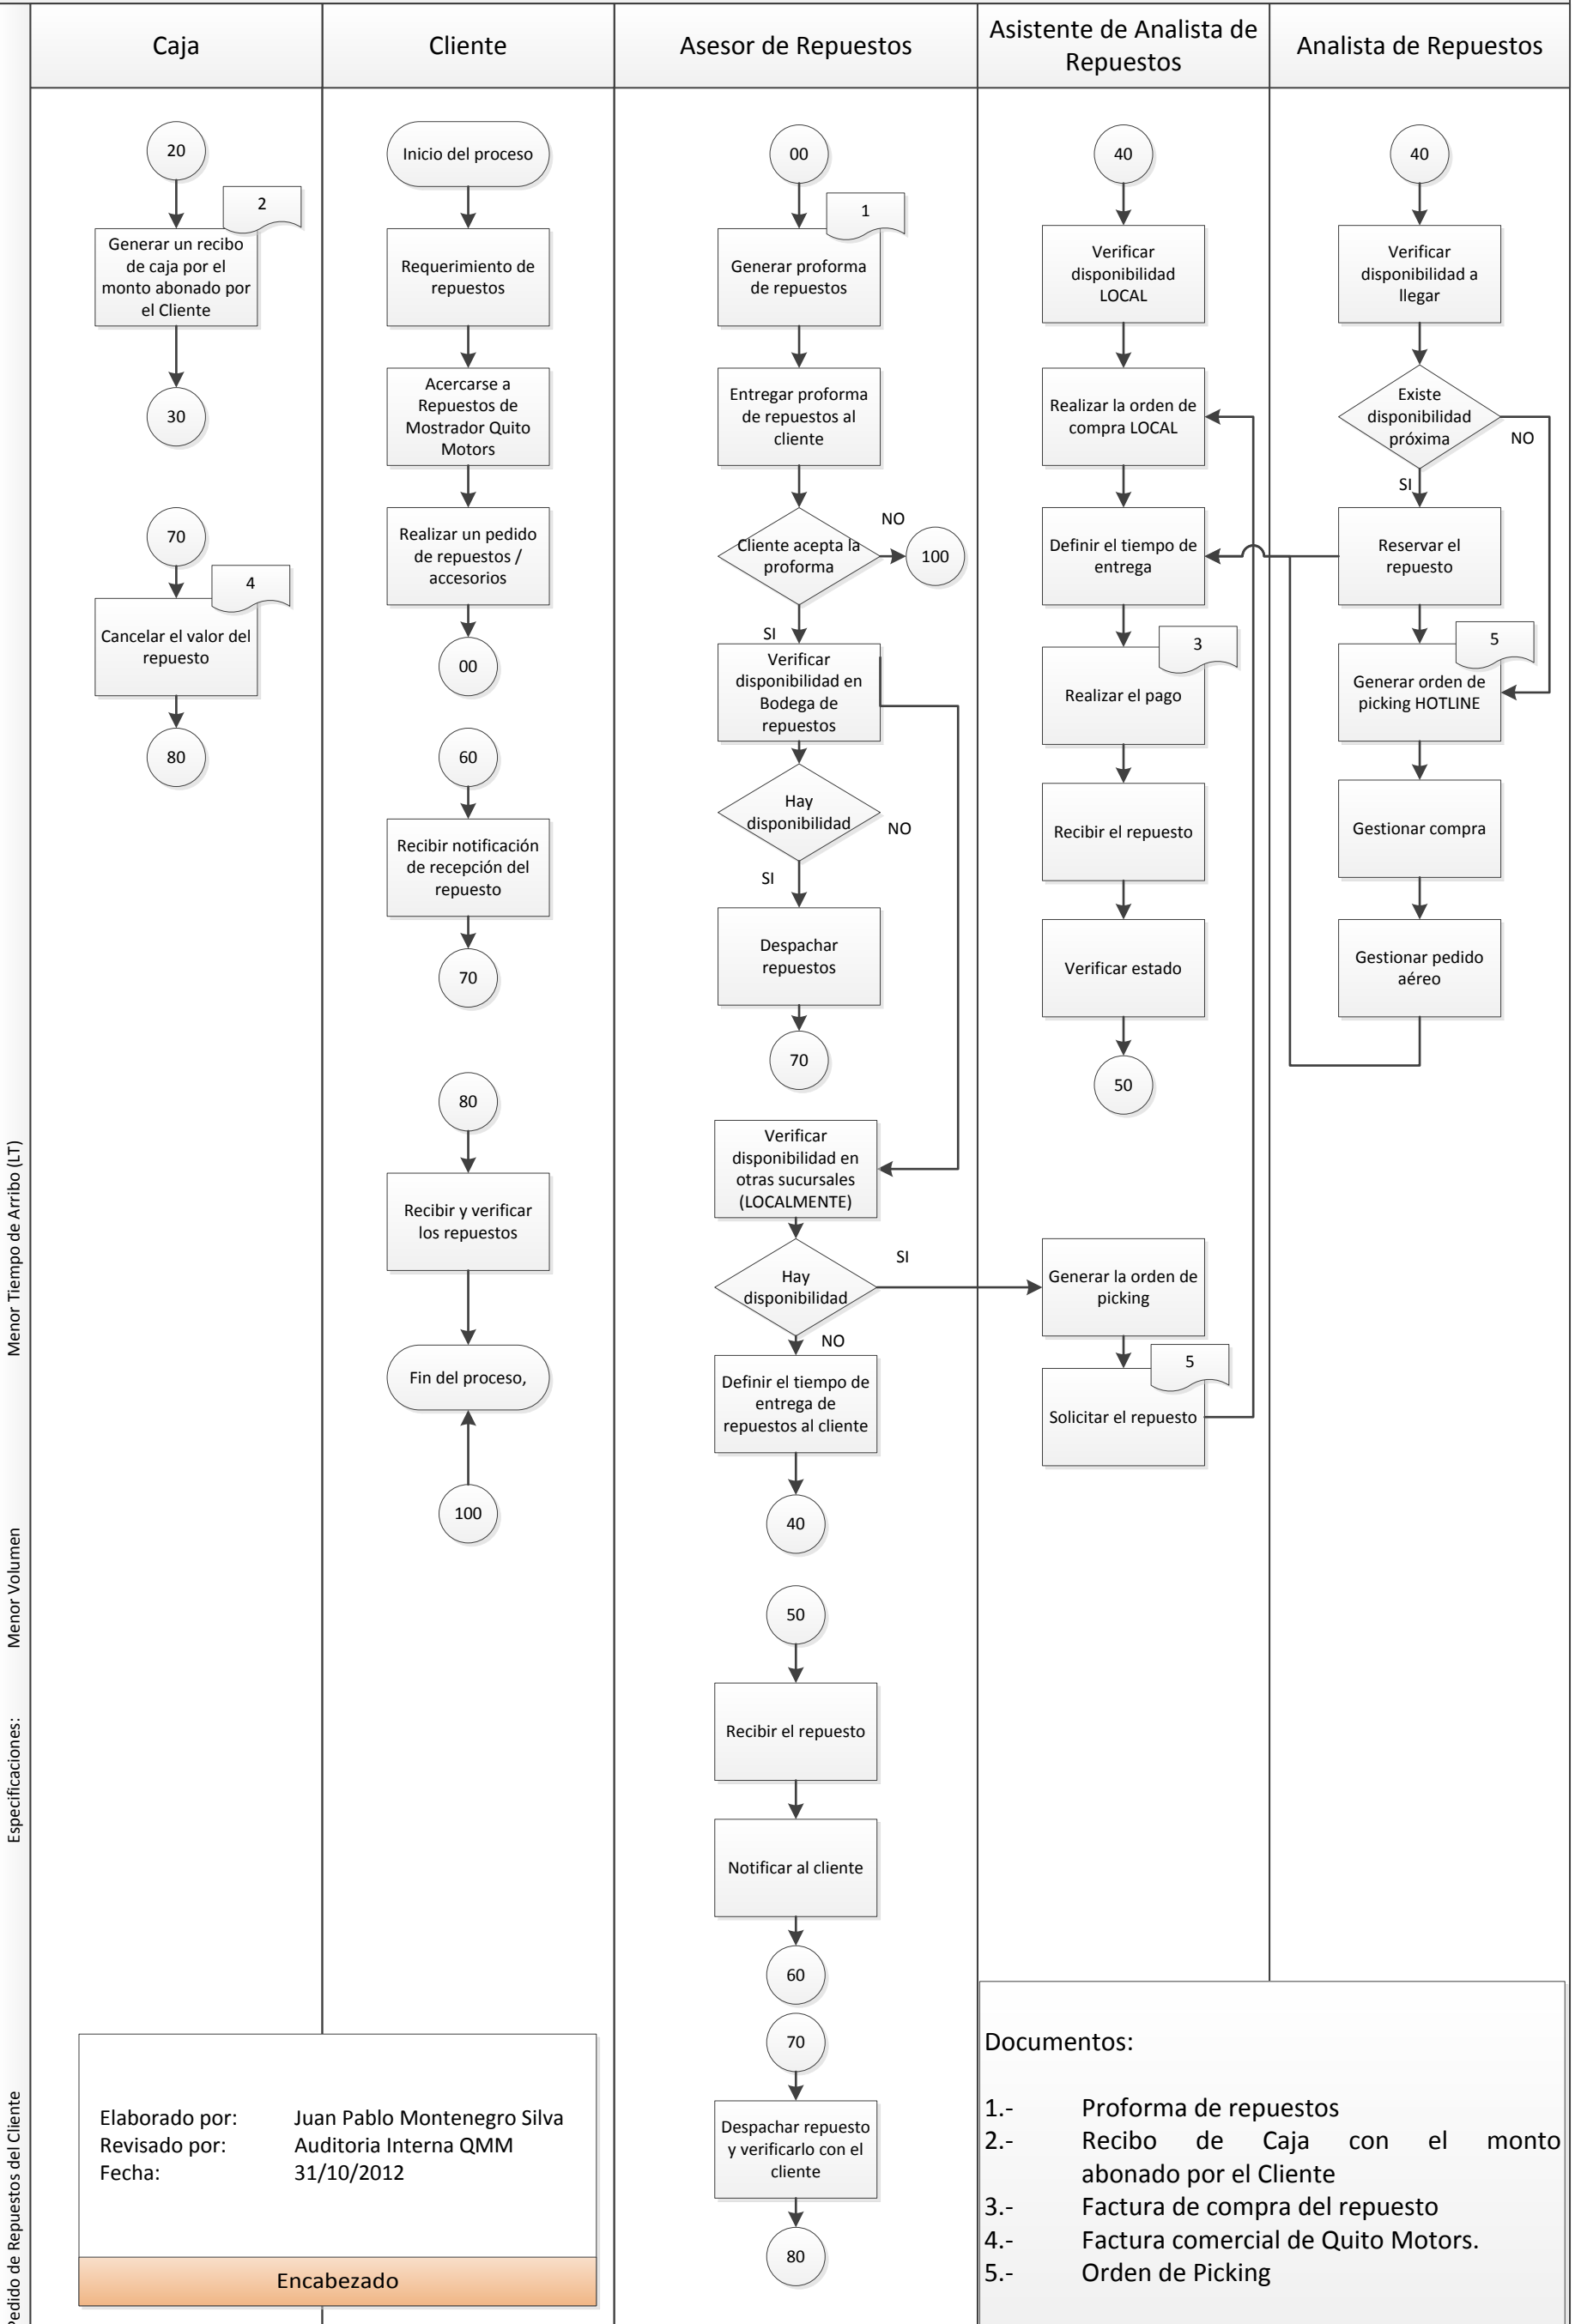 Caja
Cliente
Asesor de Repuestos
Asistente de Analista de
Repuestos
Analista de Repuestos
20
2
Generar un recibo
de caja por el
monto abonado por
el Cliente
30
70
4
Cancelar el valor del
repuesto
80
Inicio del proceso
Requerimiento de
repuestos
Acercarse a
Repuestos de
Mostrador Quito
Motors
Realizar un pedido
de repuestos /
accesorios
00
60
Recibir notificación
de recepción del
repuesto
70
80
Recibir y verificar
los repuestos
Fin del proceso,
100
00
1
Generar proforma
de repuestos
Entregar proforma
de repuestos al
cliente
Cliente acepta la
proforma
NO
100
SI
Verificar
disponibilidad en
Bodega de
repuestos
Hay
disponibilidad
NO
SI
Despachar
repuestos
70
Verificar
disponibilidad en
otras sucursales
(LOCALMENTE)
Hay
disponibilidad
SI
NO
Definir el tiempo de
entrega de
repuestos al cliente
40
50
Recibir el repuesto
Notificar al cliente
60
70
Despachar repuesto
y verificarlo con el
cliente
80
40
Verificar
disponibilidad
LOCAL
Realizar la orden de
compra LOCAL
Definir el tiempo de
entrega
3
Realizar el pago
Recibir el repuesto
Verificar estado
50
Generar la orden de
picking
5
Solicitar el repuesto
40
Verificar
disponibilidad a
llegar
Existe
disponibilidad
próxima
NO
SI
Reservar el
repuesto
5
Generar orden de
picking HOTLINE
Gestionar compra
Gestionar pedido
aéreo
Menor Tiempo de Arribo (LT)
Menor Volumen
Especificaciones:
Pedido de Repuestos del Cliente
Elaborado por: Juan Pablo Montenegro Silva
Revisado por: Auditoria Interna QMM
Fecha: 31/10/2012
Encabezado
Documentos:
1.- Proforma de repuestos
2.- Recibo de Caja con el monto
abonado por el Cliente
3.- Factura de compra del repuesto
4.- Factura comercial de Quito Motors.
5.- Orden de Picking